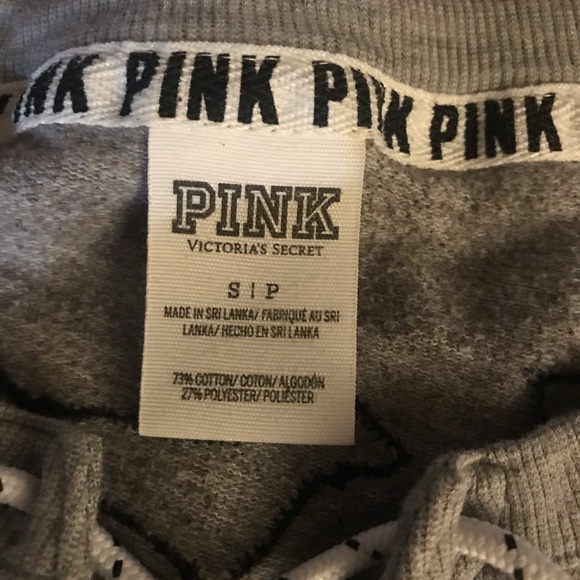 PINK PINK PINK PINK
PINK
VICTORIA'S SECRET
S | P
MADE IN SRI LANKA/ FABRIQUÉ AU SRI
LANKA/ HECHO EN SRI LANKA
73% COTTON/ COTON/ ALGODÓN
27% POLYESTER/ POLIÉSTER